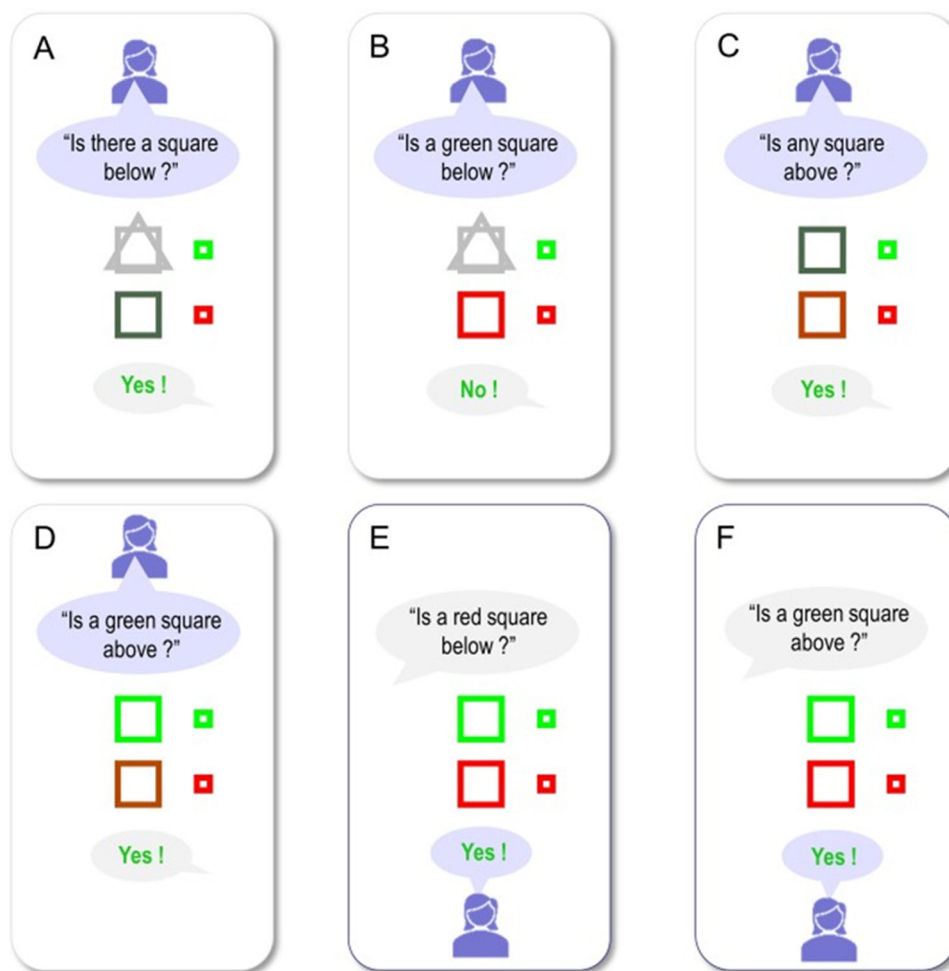 A
“Is there a square
below ?”
Yes !
B
“Is a green square
below ?”
No !
C
“Is any square
above ?”
Yes !
D
“Is a green square
above ?”
Yes !
E
“Is a red square
below ?”
Yes !
F
“Is a green square
above ?”
Yes !